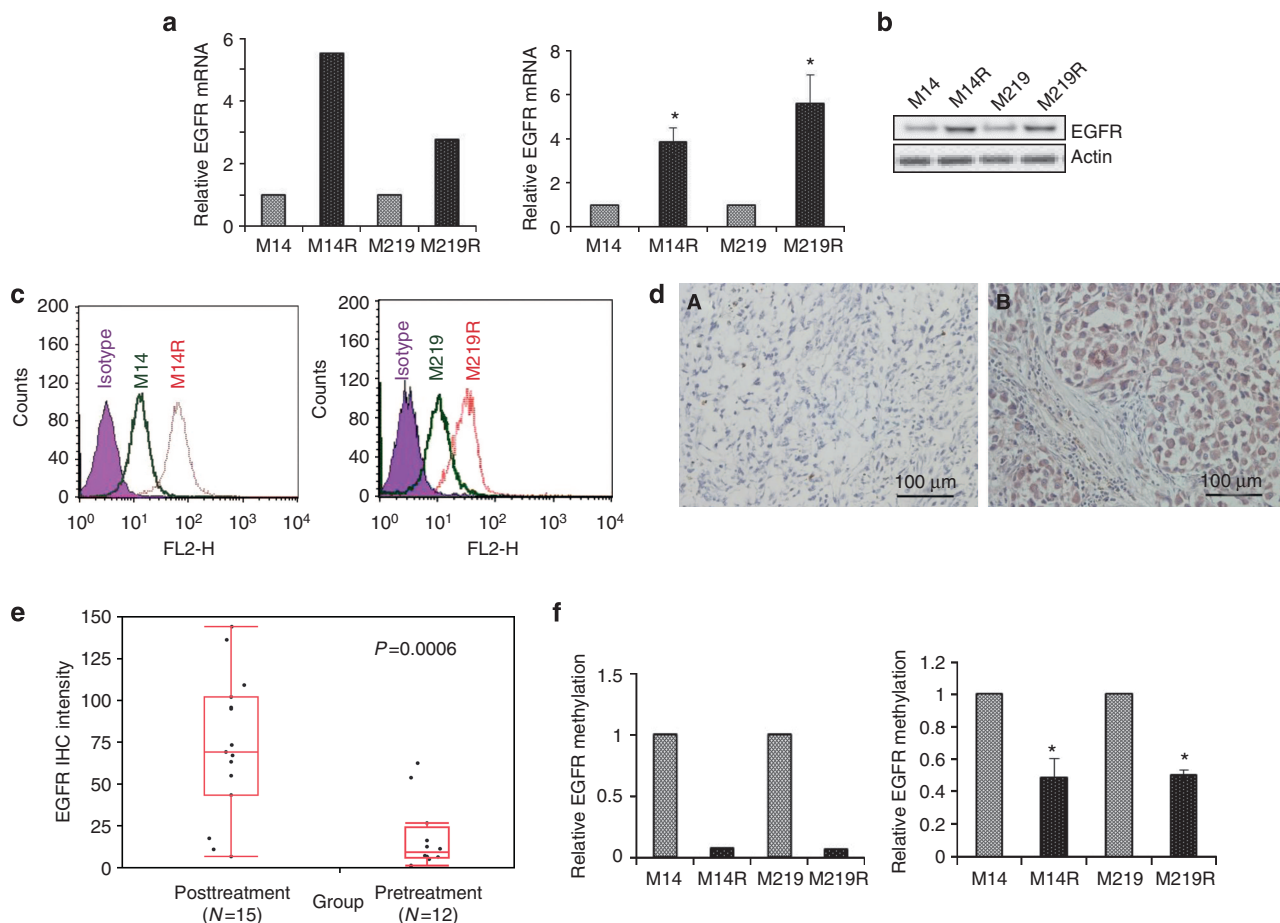 a
Relative EGFR mRNA
6
4
2
0
M14 M14R M219 M219R
Relative EGFR mRNA
8
6
4
2
0
*
*
M14 M14R M219 M219R
b
M14 M14R M219 M219R
EGFR
Actin
c
Counts
200
160
120
80
40
0
Isotype
M14
M14R
10⁰ 10¹ 10² 10³ 10⁴
FL2-H
Counts
200
160
120
80
40
0
Isotype
M219
M219R
10⁰ 10¹ 10² 10³ 10⁴
FL2-H
d
A
100 μm
B
100 μm
e
EGFR IHC intensity
150
125
100
75
50
25
0
P=0.0006
Posttreatment Group Pretreatment
(N=15) (N=12)
f
Relative EGFR methylation
1.5
1
0.5
0
M14 M14R M219 M219R
Relative EGFR methylation
1.2
1
0.8
0.6
0.4
0.2
0
*
*
M14 M14R M219 M219R